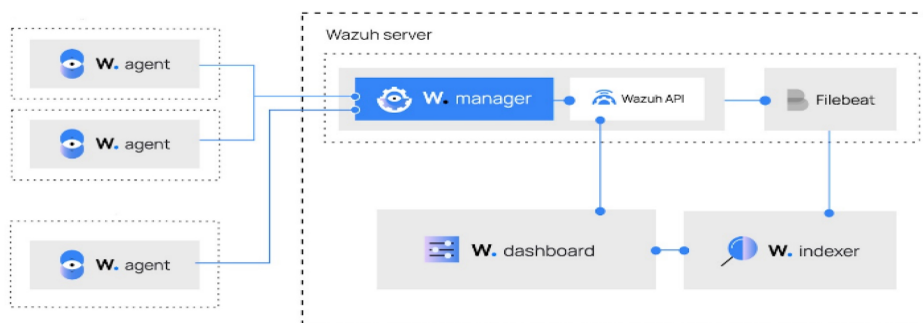 Wazuh server
W. agent
W. agent
W. agent
W. manager
Wazuh API
Filebeat
W. dashboard
W. indexer